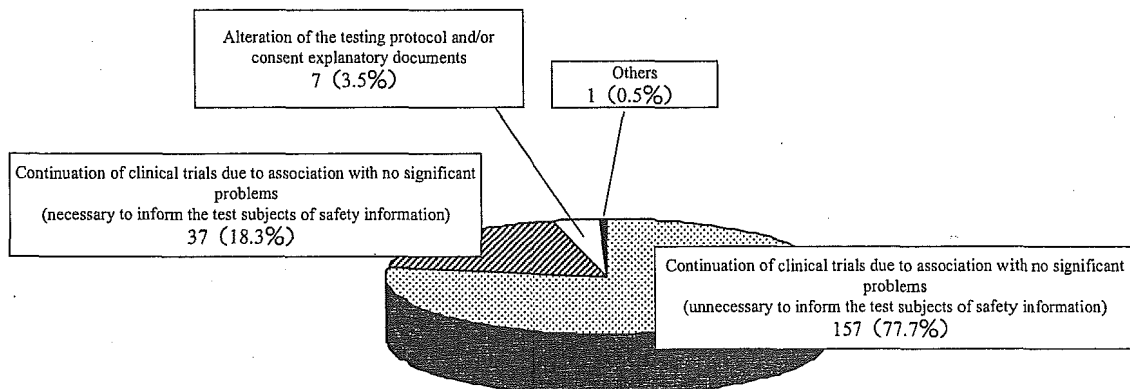 Alteration of the testing protocol and/or
consent explanatory documents
7 (3.5%)
Others
1 (0.5%)
Continuation of clinical trials due to association with no significant
problems
(necessary to inform the test subjects of safety information)
37 (18.3%)
Continuation of clinical trials due to association with no significant
problems
(unnecessary to inform the test subjects of safety information)
157 (77.7%)